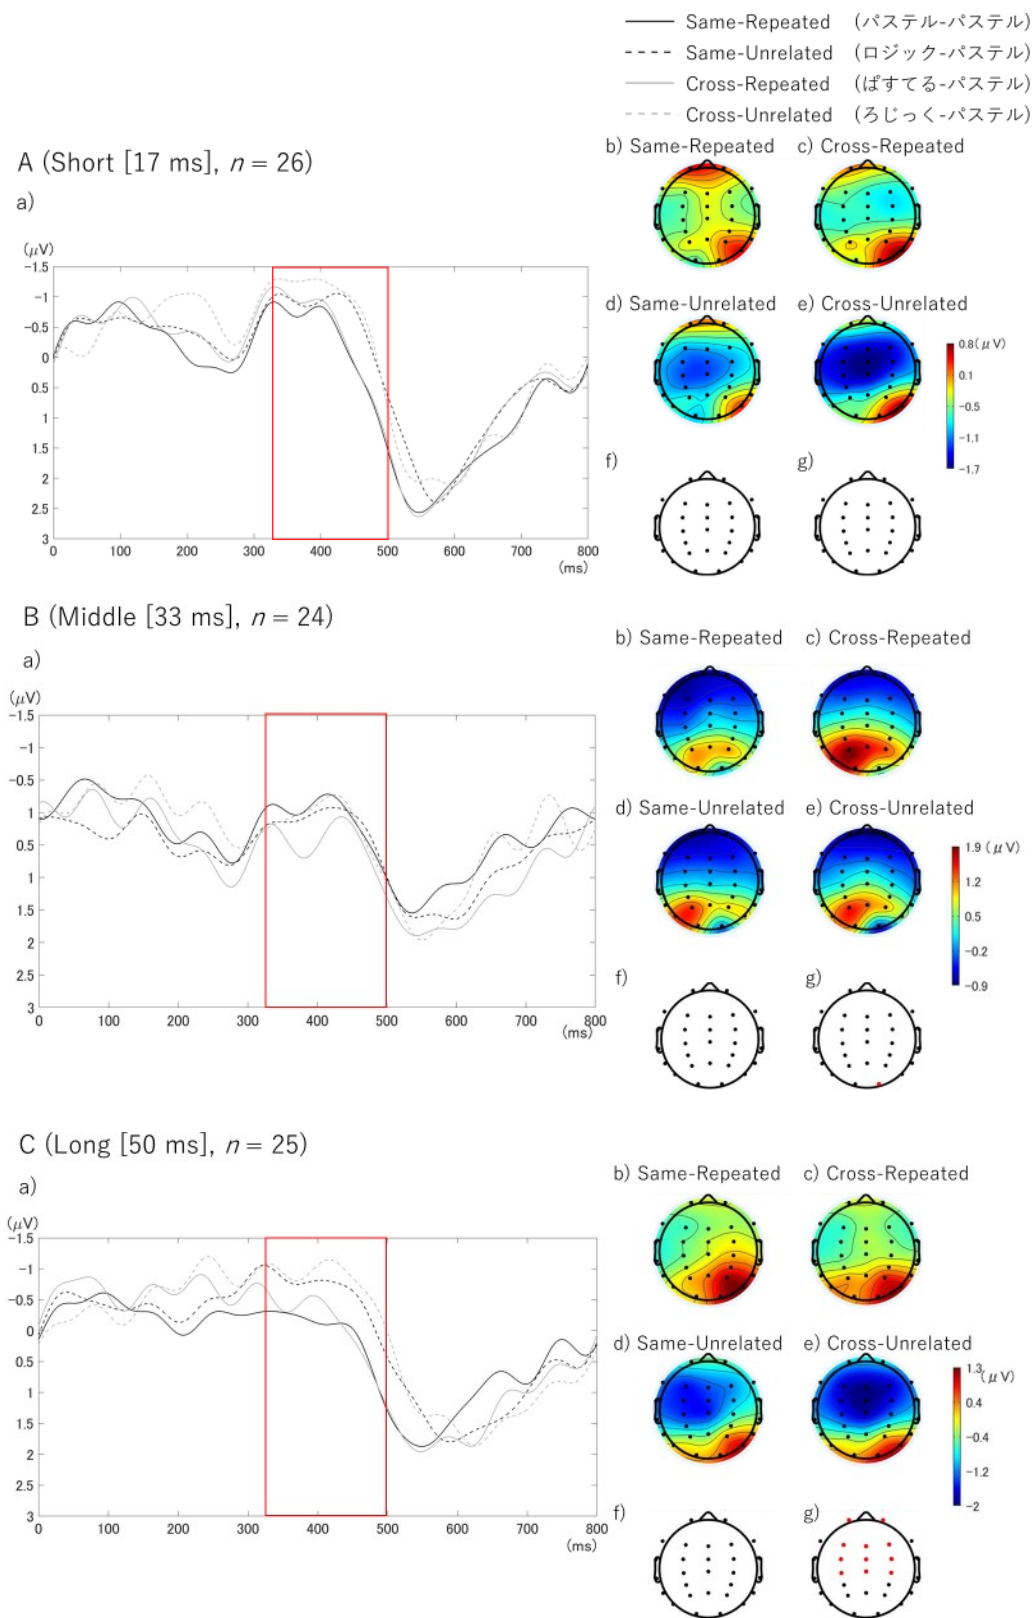 Same-Repeated (パステル-パステル)
Same-Unrelated (ロジック-パステル)
Cross-Repeated (ぱすてる-パステル)
Cross-Unrelated (ろじっく-パステル)
A (Short [17 ms], n = 26)
a)
(μV)
-1.5
-1
-0.5
0
0.5
1
1.5
2
2.5
3
0 100 200 300 400 500 600 700 800
(ms)
b) Same-Repeated c) Cross-Repeated
d) Same-Unrelated e) Cross-Unrelated
0.8(μV)
0.1
-0.5
-1.1
-1.7
f) g)
B (Middle [33 ms], n = 24)
a)
(μV)
-1.5
-1
-0.5
1
0.5
1
1.5
2
2.5
3
0 100 200 300 400 500 600 700 800
(ms)
b) Same-Repeated c) Cross-Repeated
d) Same-Unrelated e) Cross-Unrelated
1.9 (μV)
1.2
0.5
-0.2
-0.9
f) g)
C (Long [50 ms], n = 25)
a)
(μV)
-1.5
-1
-0.5
0
0.5
1
1.5
2
2.5
3
0 100 200 300 400 500 600 700 800
(ms)
b) Same-Repeated c) Cross-Repeated
d) Same-Unrelated e) Cross-Unrelated
1.3
(μV)
0.4
-0.4
-1.2
-2
f) g)